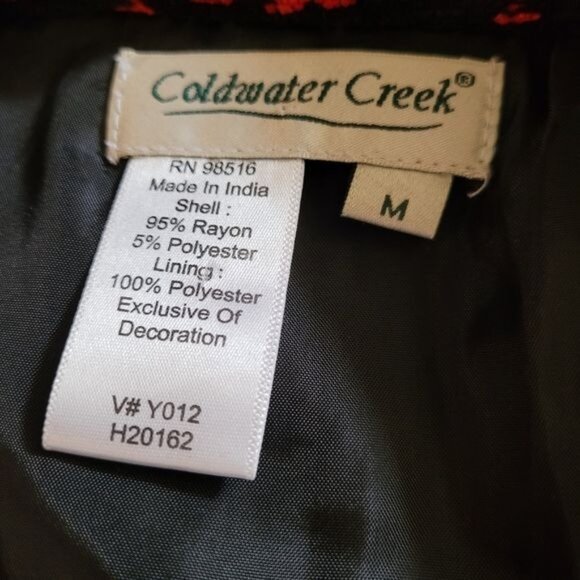 Coldwater Creek®
M
RN 98516
Made In India
Shell :
95% Rayon
5% Polyester
Lining :
100% Polyester
Exclusive Of
Decoration
V# Y012
H20162